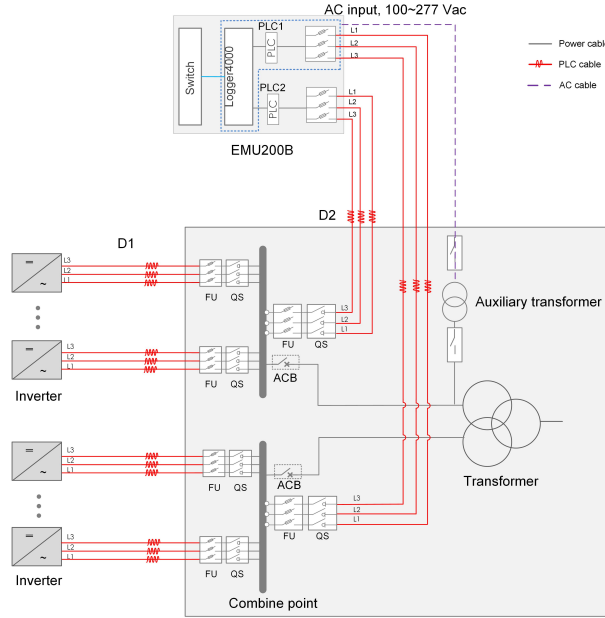 AC input, 100~277 Vac
PLC1
L1
L2
L3
Power cable
PLC cable
AC cable
Switch
Logger4000
PLC
PLC2
PLC
L1
L2
L3
EMU200B
D1
D2
L3
L2
L1
FU
QS
Auxiliary transformer
L3
L2
L1
FU
QS
L3
L2
L1
FU
QS
ACB
Inverter
L3
L2
L1
FU
QS
ACB
Transformer
L3
L2
L1
FU
QS
L3
L2
L1
FU
QS
Inverter
Combine point